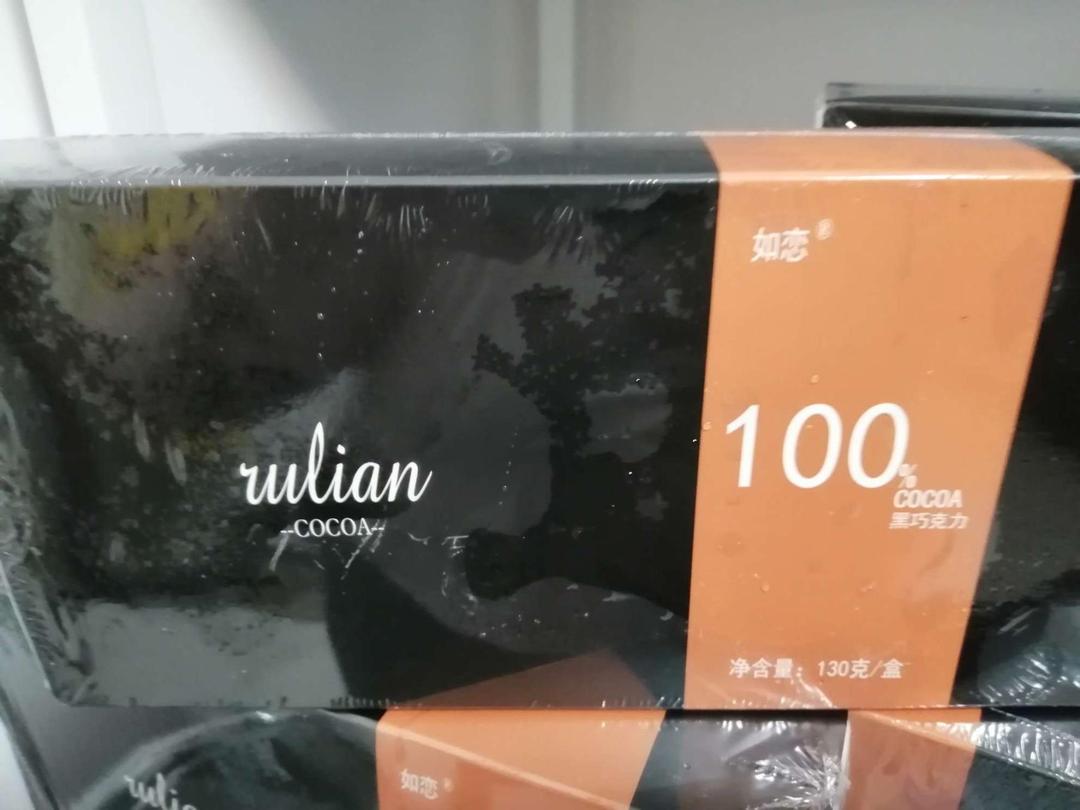 rulian
--COCOA--
如恋®
100%
COCOA
黑巧克力
净含量：130克/盒
rulian
如恋®